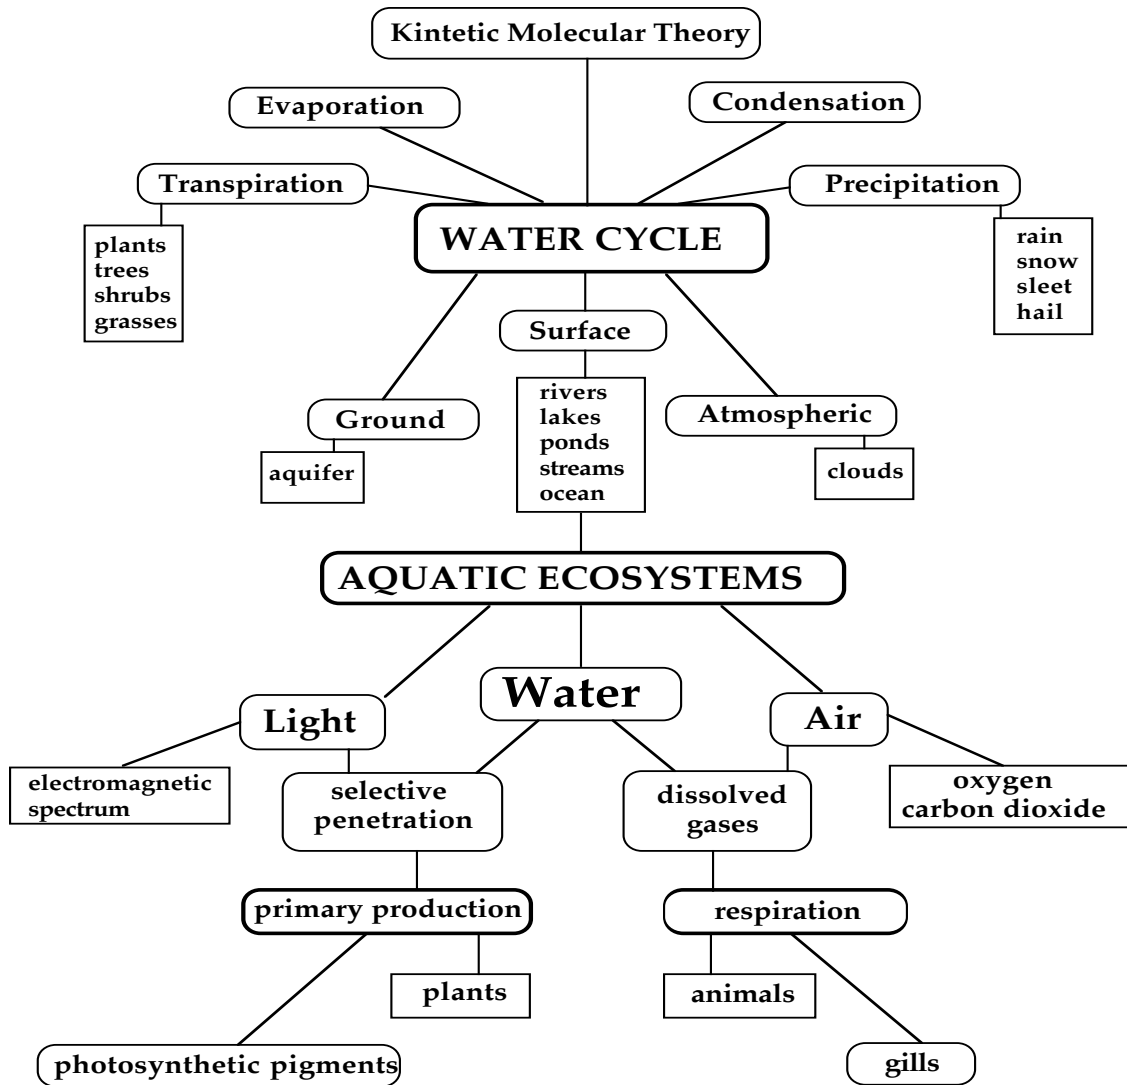 Kintetic Molecular Theory
Evaporation
Condensation
Transpiration
Precipitation
plants
trees
shrubs
grasses
WATER CYCLE
rain
snow
sleet
hail
Surface
rivers
lakes
ponds
streams
ocean
Ground
aquifer
Atmospheric
clouds
AQUATIC ECOSYSTEMS
Light
Water
Air
electromagnetic
spectrum
selective
penetration
dissolved
gases
oxygen
carbon dioxide
primary production
respiration
plants
animals
photosynthetic pigments
gills